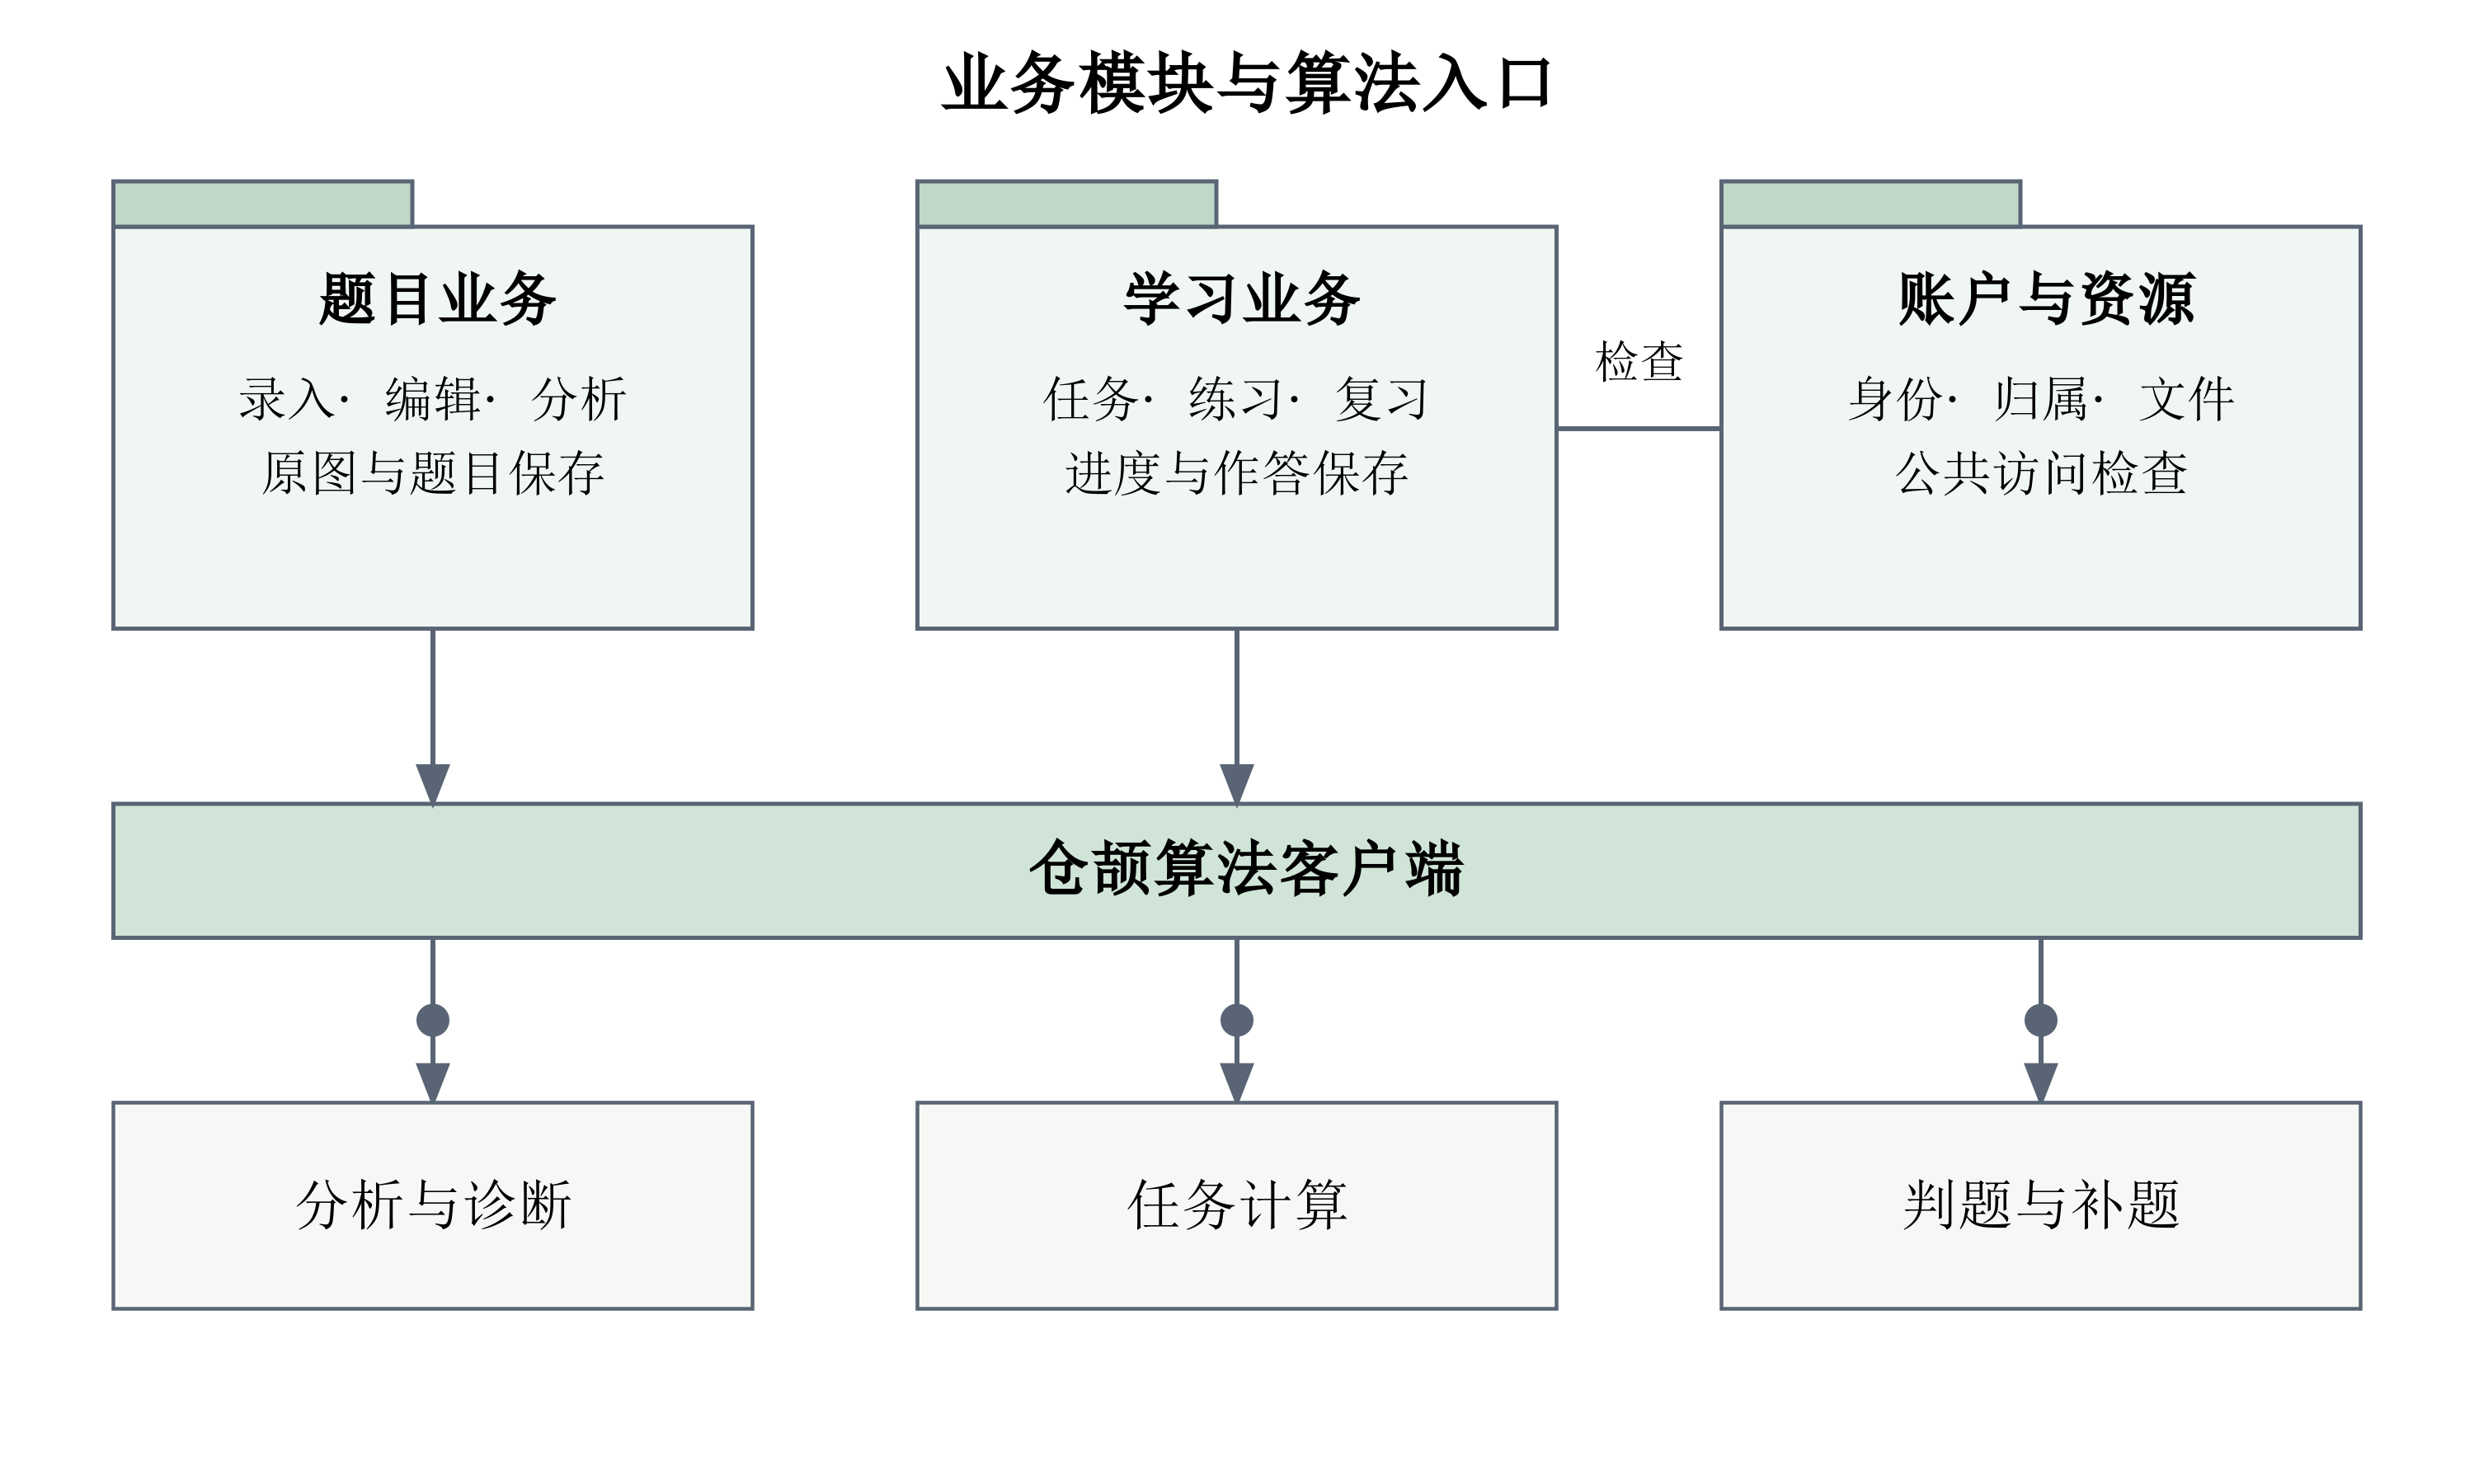 业务模块与算法入口
题目业务
录入· 编辑· 分析
原图与题目保存
学习业务
任务· 练习· 复习
进度与作答保存
检查
账户与资源
身份· 归属· 文件
公共访问检查
仓颉算法客户端
分析与诊断
任务计算
判题与补题